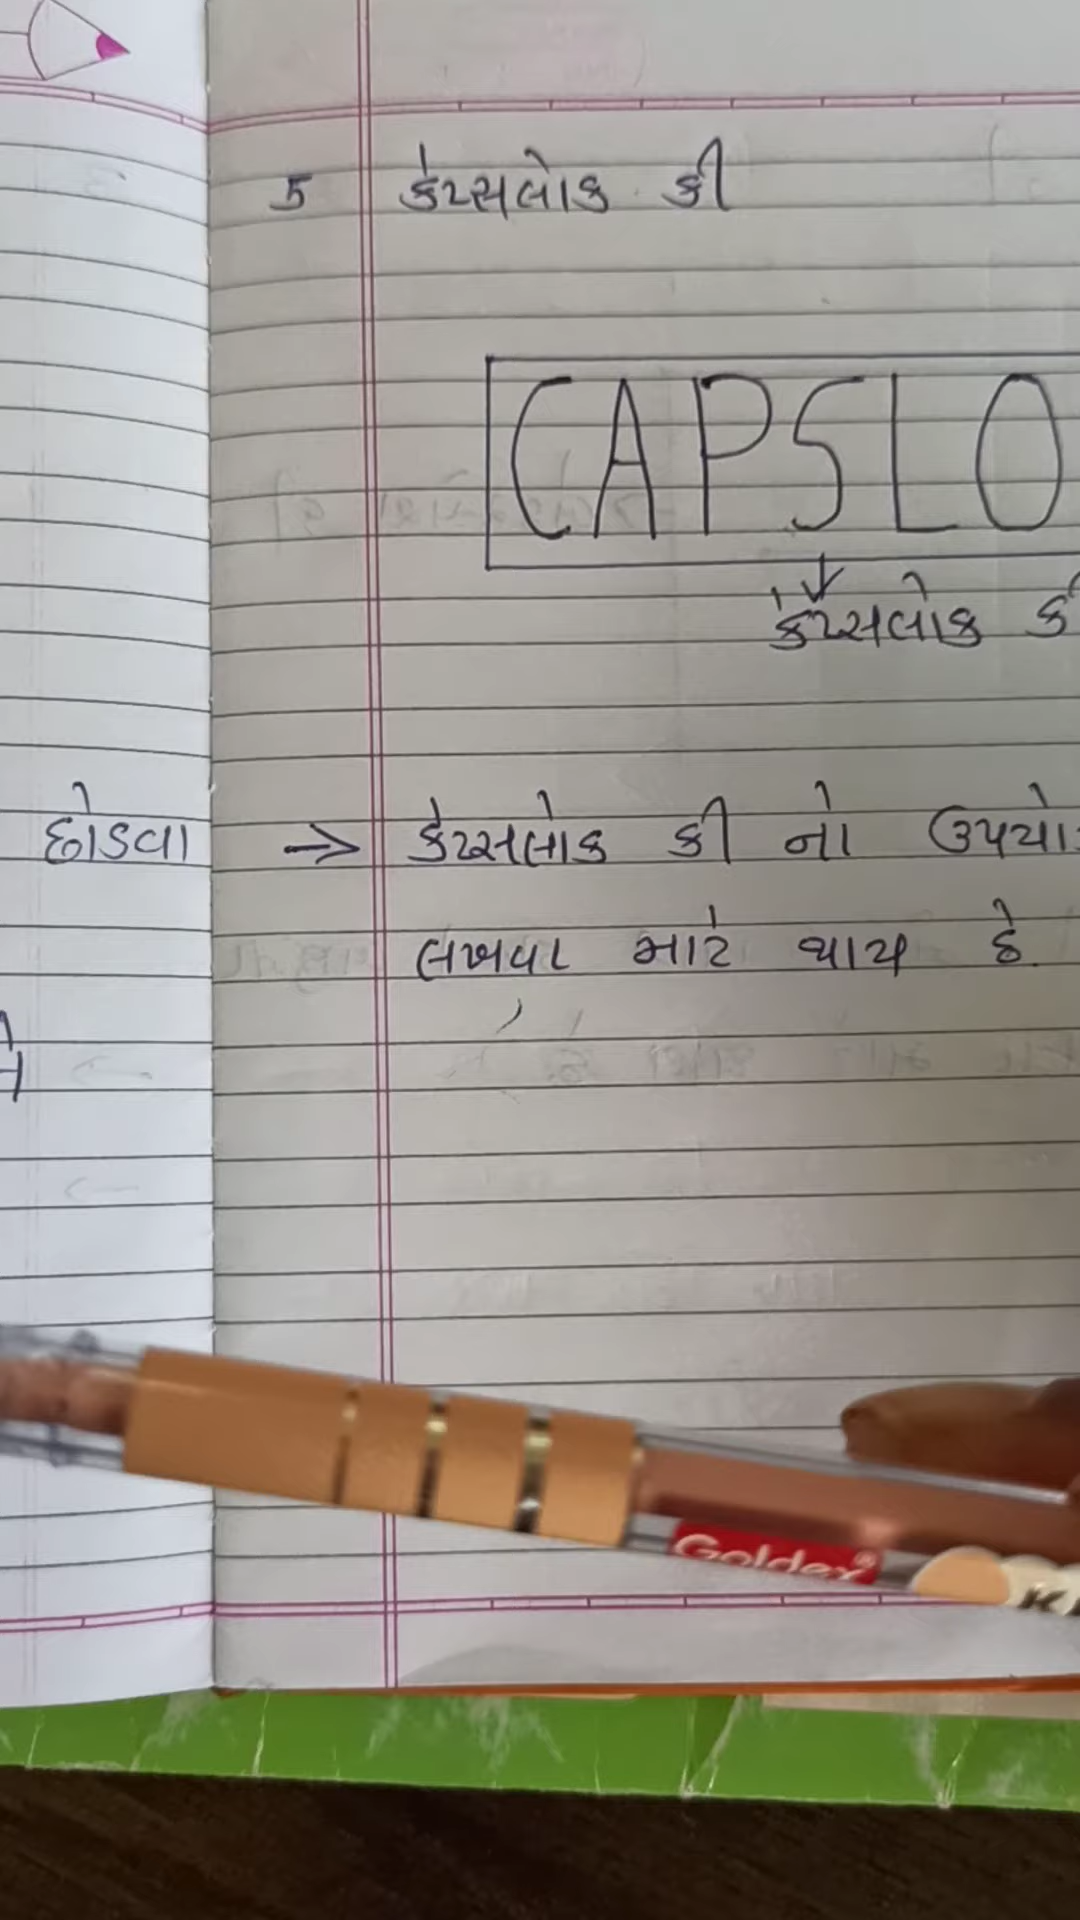 5 કેપ્સલોક કી
CAPSLO
કેપ્સલોક કી
છોડવા
→ કેપ્સલોક કી નો ઉપયો
લખવા માટે થાય છે.
Goldex®